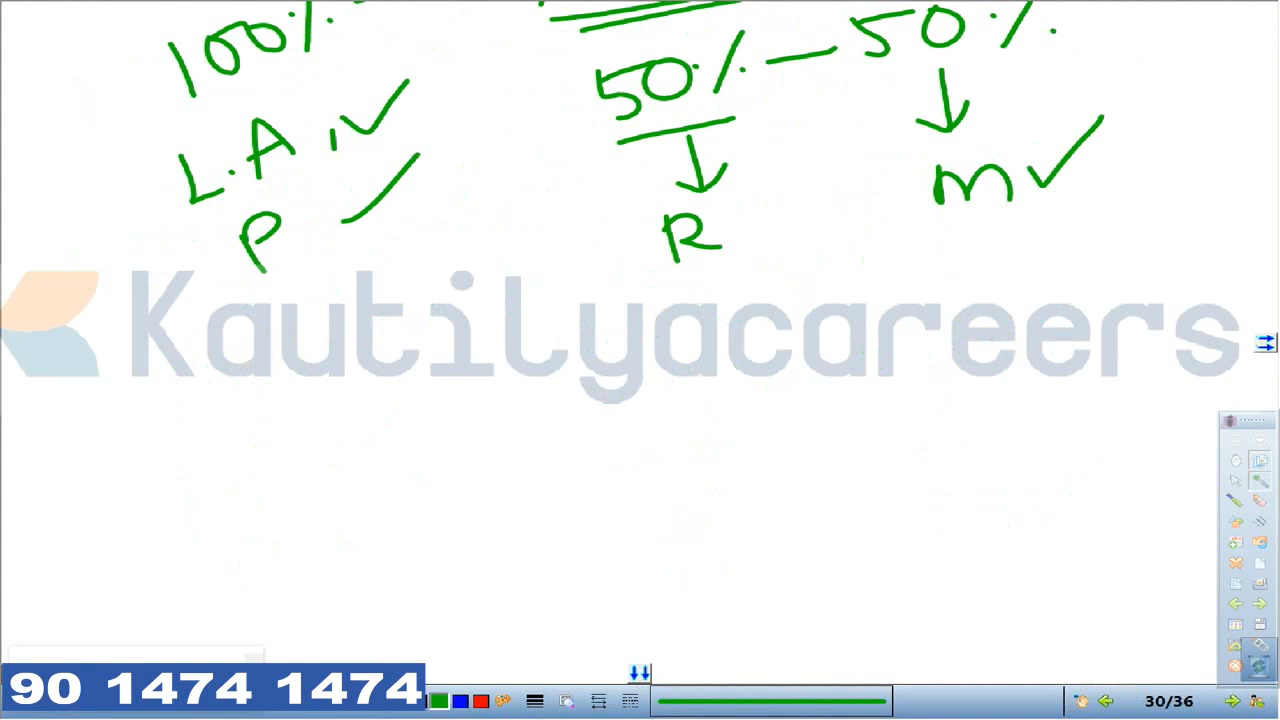 100%.
50% — 50%.
L.A, ✓
m ✓
P ✓
R
Kautilyacareers
90 1474 1474
30/36